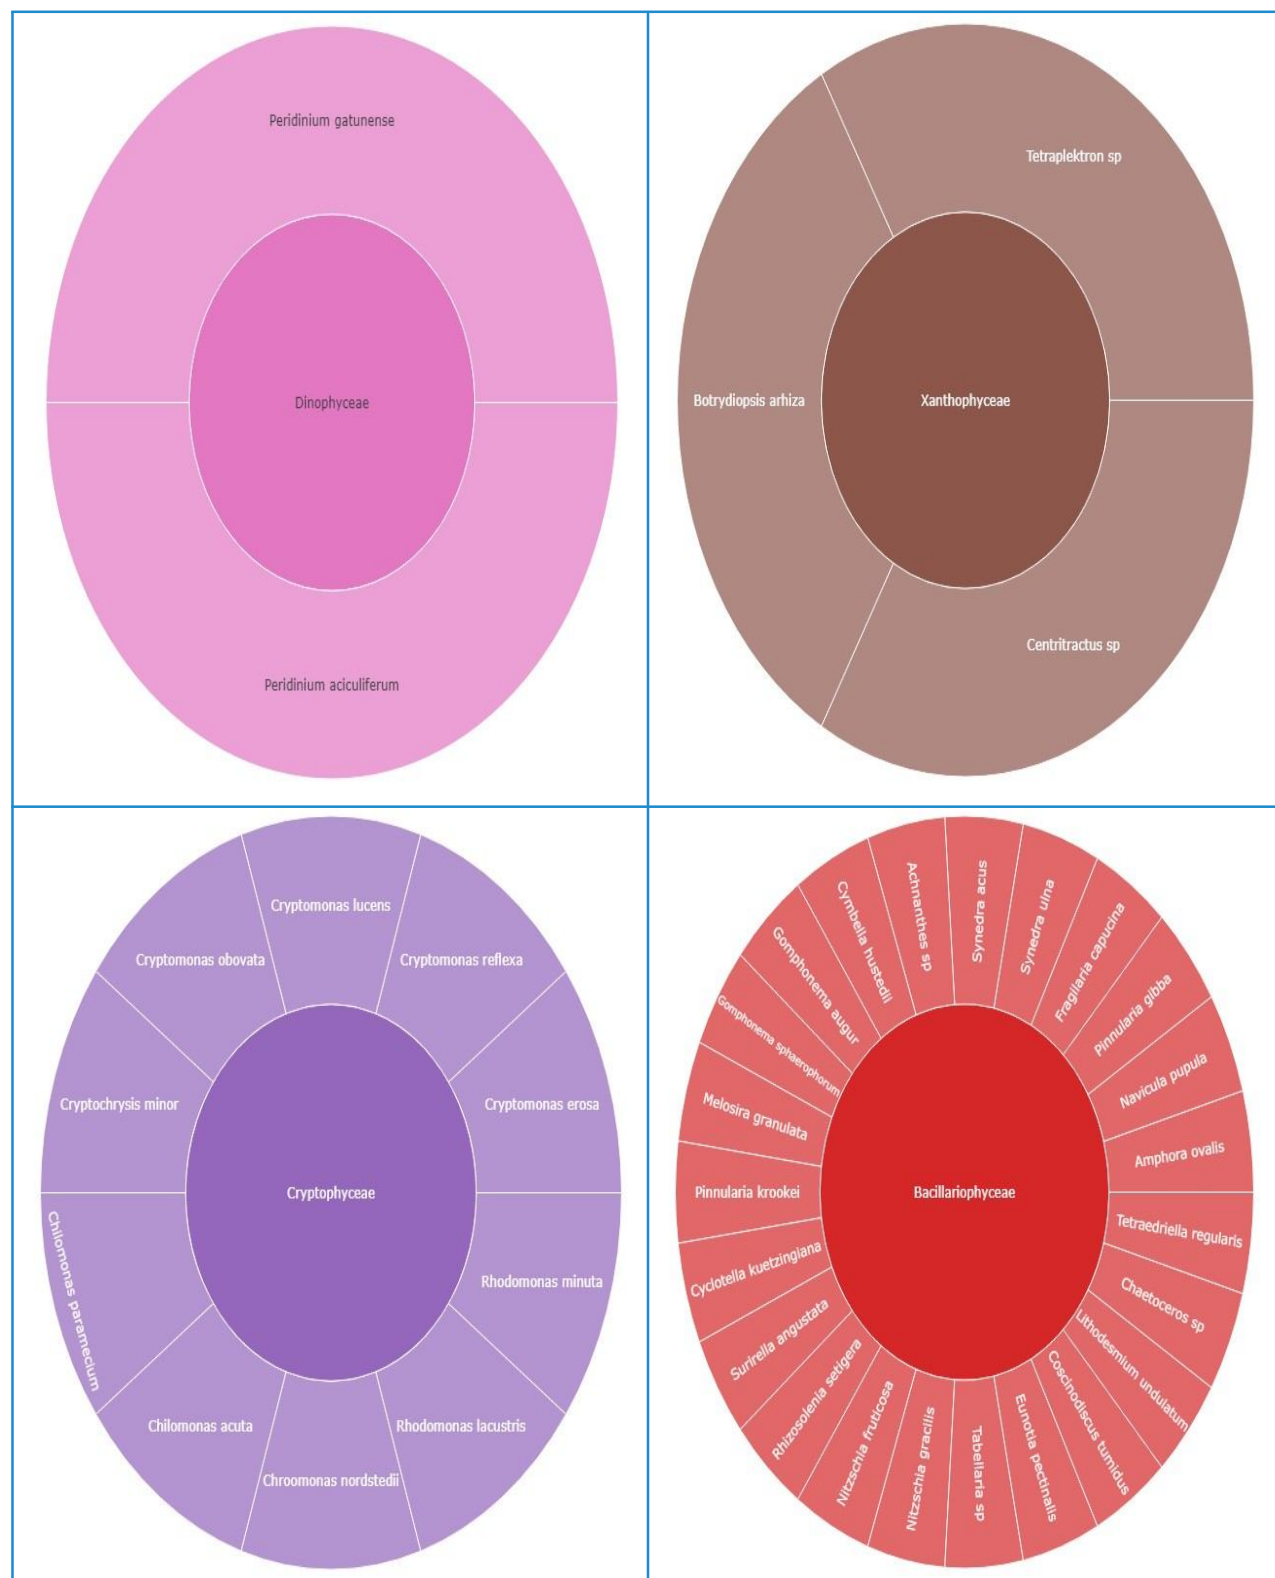 Peridinium gatunense
Dinophyceae
Peridinium aciculiferum
Tetraplektron sp
Botrydiopsis arhiza
Xanthophyceae
Centritractus sp
Cryptomonas lucens
Cryptomonas obovata
Cryptomonas reflexa
Cryptochrysis minor
Cryptomonas erosa
Cryptophyceae
Chilomonas paramecium
Rhodomonas minuta
Chilomonas acuta
Rhodomonas lacustris
Chroomonas nordstedii
Synedra acus
Synedra ulna
Fragilaria capucina
Pinnularia gibba
Navicula pupula
Amphora ovalis
Tetraedriella regularis
Chaetoceros sp
Lithodesmium undulatum
Coscinodiscus tumidus
Eunotia pectinalis
Tabellaria sp
Nitzschia gracilis
Nitzschia fruticosa
Rhizosolenia setigera
Surirella angustata
Cyclotella kuetzingiana
Pinnularia krookei
Melosira granulata
Gomphonema sphaerophorum
Gomphonema augur
Cymbella hustedii
Achnanthes sp
Bacillariophyceae